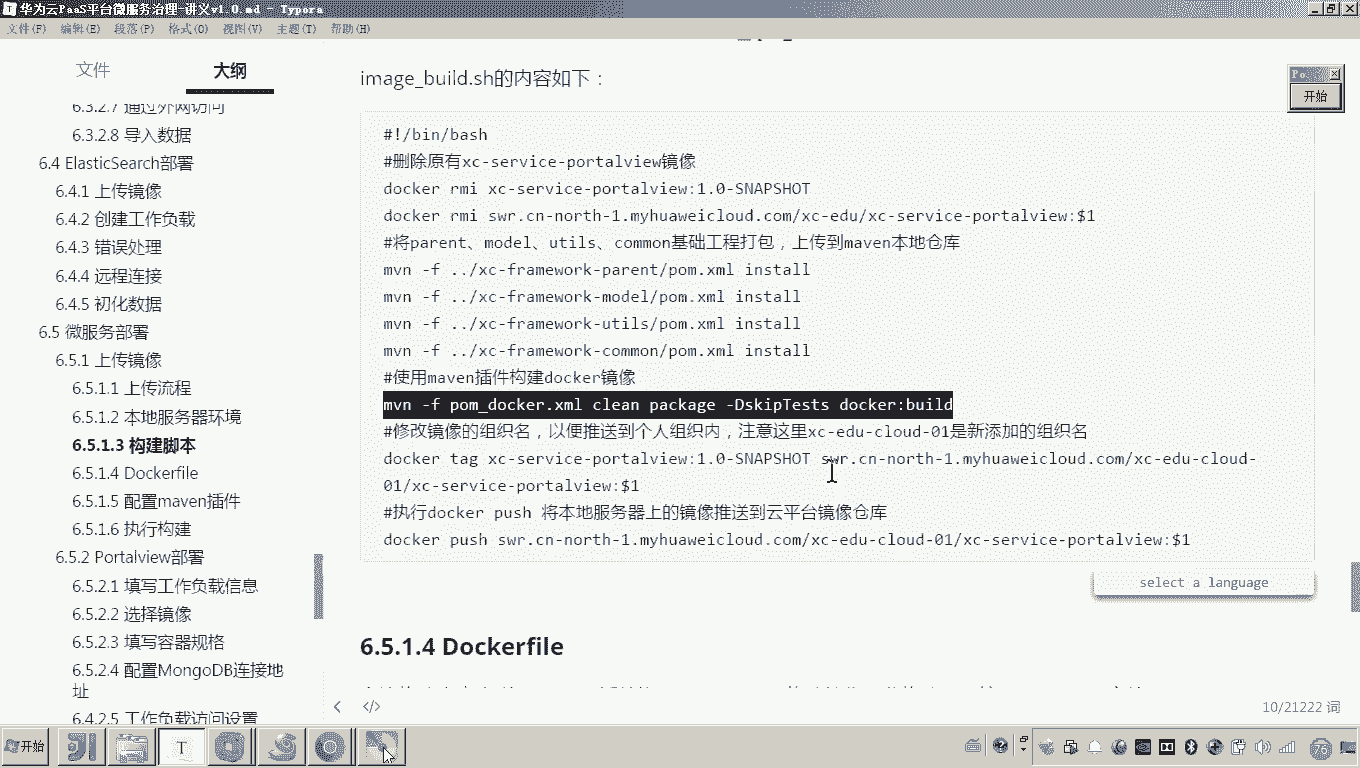 华为云PaaS平台微服务治理-讲义v1.0.md - Typora
文件(F) 编辑(E) 段落(P) 格式(O) 视图(V) 主题(T) 帮助(H)
文件 大纲
6.3.2.7 通过外网访问
6.3.2.8 导入数据
6.4 ElasticSearch部署
6.4.1 上传镜像
6.4.2 创建工作负载
6.4.3 错误处理
6.4.4 远程连接
6.4.5 初化数据
6.5 微服务部署
6.5.1 上传镜像
6.5.1.1 上传流程
6.5.1.2 本地服务器环境
6.5.1.3 构建脚本
6.5.1.4 Dockerfile
6.5.1.5 配置maven插件
6.5.1.6 执行构建
6.5.2 Portalview部署
6.5.2.1 填写工作负载信息
6.5.2.2 选择镜像
6.5.2.3 填写容器规格
6.5.2.4 配置MongoDB连接地
址
6.4.2.5 工作负载访问设置
image_build.sh的内容如下：
#!/bin/bash
#删除原有xc-service-portalview镜像
docker rmi xc-service-portalview:1.0-SNAPSHOT
docker rmi swr.cn-north-1.myhuaweicloud.com/xc-edu/xc-service-portalview:$1
#将parent、model、utils、common基础工程打包，上传到maven本地仓库
mvn -f ../xc-framework-parent/pom.xml install
mvn -f ../xc-framework-model/pom.xml install
mvn -f ../xc-framework-utils/pom.xml install
mvn -f ../xc-framework-common/pom.xml install
#使用maven插件构建docker镜像
mvn -f pom_docker.xml clean package -DskipTests docker:build
#修改镜像的组织名，以便推送到个人组织内，注意这里xc-edu-cloud-01是新添加的组织名
docker tag xc-service-portalview:1.0-SNAPSHOT swr.cn-north-1.myhuaweicloud.com/xc-edu-cloud-
01/xc-service-portalview:$1
#执行docker push 将本地服务器上的镜像推送到云平台镜像仓库
docker push swr.cn-north-1.myhuaweicloud.com/xc-edu-cloud-01/xc-service-portalview:$1
select a language
6.5.1.4 Dockerfile
10/21222 词
Po
开始
开始